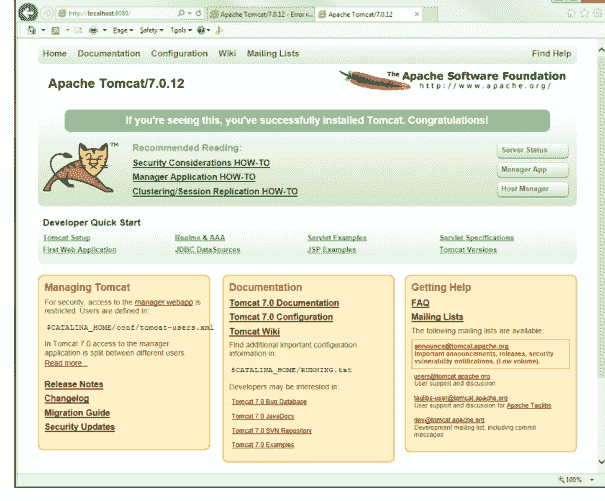 http://localhost:8080/
Apache Tomcat/7.0.12 - Error r...
Apache Tomcat/7.0.12
Page
Safety
Tools
Home Documentation Configuration Wiki Mailing Lists Find Help
Apache Tomcat/7.0.12
The Apache Software Foundation
http://www.apache.org/
If you're seeing this, you've successfully installed Tomcat. Congratulations!
TM
Recommended Reading:
Security Considerations HOW-TO
Manager Application HOW-TO
Clustering/Session Replication HOW-TO
Server Status
Manager App
Host Manager
Developer Quick Start
Tomcat Setup
First Web Application
Realms & AAA
JDBC DataSources
Servlet Examples
JSP Examples
Servlet Specifications
Tomcat Versions
Managing Tomcat
For security, access to the manager webapp is
restricted. Users are defined in:
$CATALINA_HOME/conf/tomcat-users.xml
In Tomcat 7.0 access to the manager
application is split between different users.
Read more...
Release Notes
Changelog
Migration Guide
Security Updates
Documentation
Tomcat 7.0 Documentation
Tomcat 7.0 Configuration
Tomcat Wiki
Find additional important configuration
information in:
$CATALINA_HOME/RUNNING.txt
Developers may be interested in:
Tomcat 7.0 Bug Database
Tomcat 7.0 JavaDocs
Tomcat 7.0 SVN Repository
Tomcat 7.0 Examples
Getting Help
FAQ
Mailing Lists
The following mailing lists are available:
announce@tomcat.apache.org
Important announcements, releases, security
vulnerability notifications. (Low volume).
users@tomcat.apache.org
User support and discussion
taglibs-user@tomcat.apache.org
User support and discussion for Apache Taglibs
dev@tomcat.apache.org
Development mailing list, including commit
messages
100%